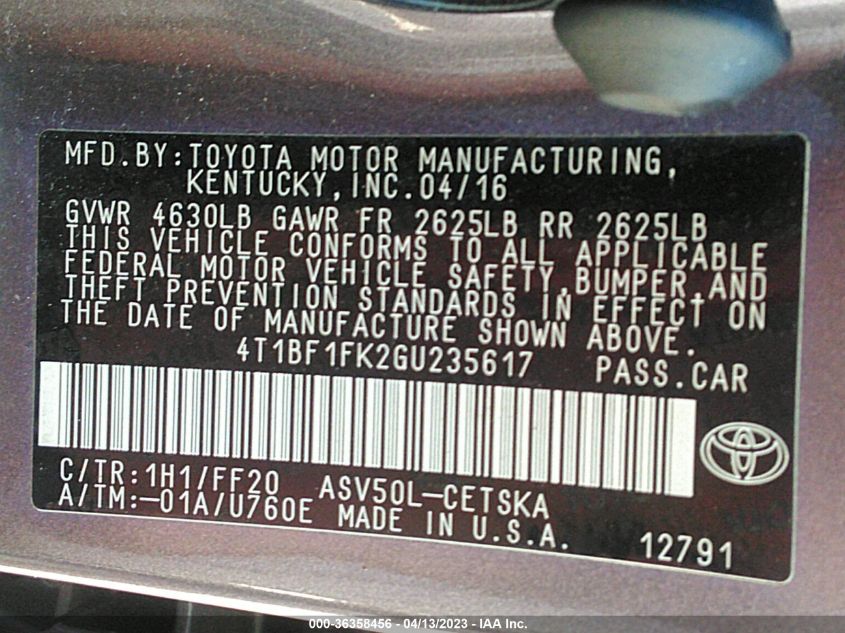 MFD.BY:TOYOTA MOTOR MANUFACTURING,
KENTUCKY,INC.04/16
GVWR 4630LB GAWR FR 2625LB RR 2625LB
THIS VEHICLE CONFORMS TO ALL APPLICABLE
FEDERAL MOTOR VEHICLE SAFETY,BUMPER,AND
THEFT PREVENTION STANDARDS IN EFFECT ON
THE DATE OF MANUFACTURE SHOWN ABOVE.
4T1BF1FK2GU235617 PASS.CAR
C/TR:1H1/FF20 ASV50L-CETSKA
A/TM:-01A/U760E MADE IN U.S.A.
12791
000-36358456 - 04/13/2023 - IAA Inc.